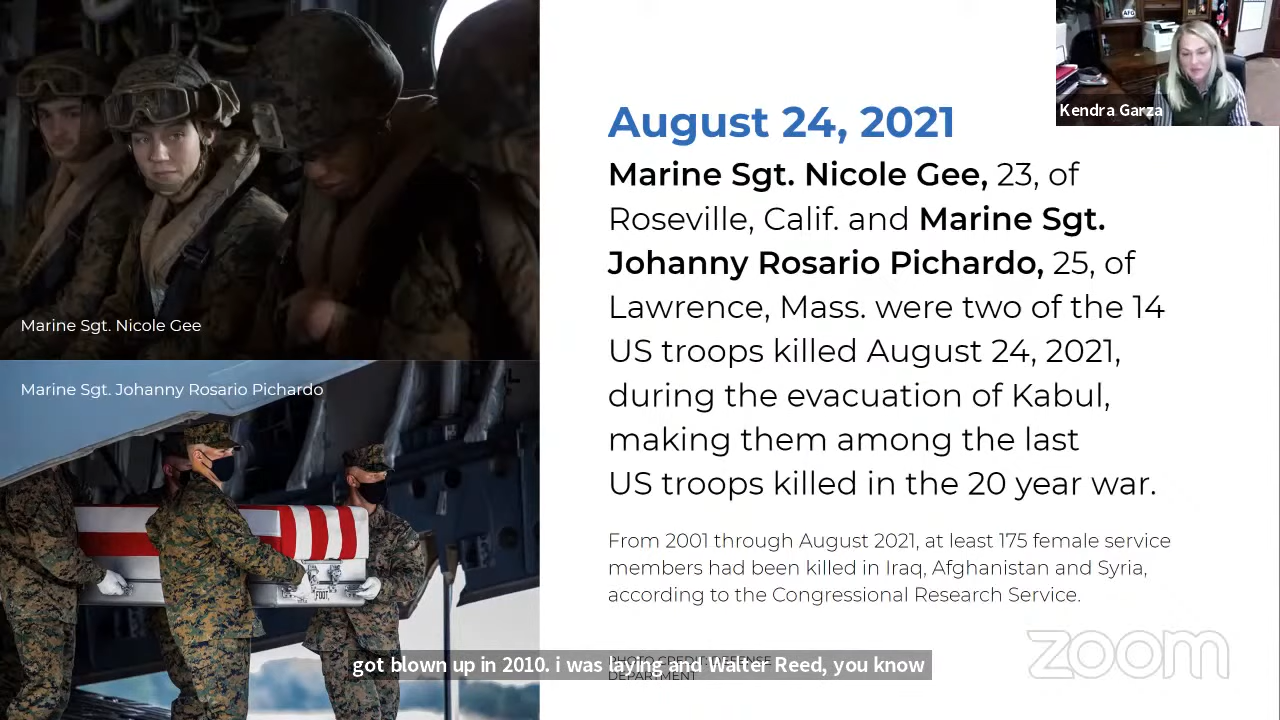 Kendra Garza
August 24, 2021
Marine Sgt. Nicole Gee, 23, of
Roseville, Calif. and Marine Sgt.
Johanny Rosario Pichardo, 25, of
Lawrence, Mass. were two of the 14
US troops killed August 24, 2021,
during the evacuation of Kabul,
making them among the last
US troops killed in the 20 year war.
Marine Sgt. Nicole Gee
Marine Sgt. Johanny Rosario Pichardo
From 2001 through August 2021, at least 175 female service
members had been killed in Iraq, Afghanistan and Syria,
according to the Congressional Research Service.
FOOT
zoom
PHOTO CREDIT: DEFENSE
DEPARTMENT
got blown up in 2010. i was laying and Walter Reed, you know